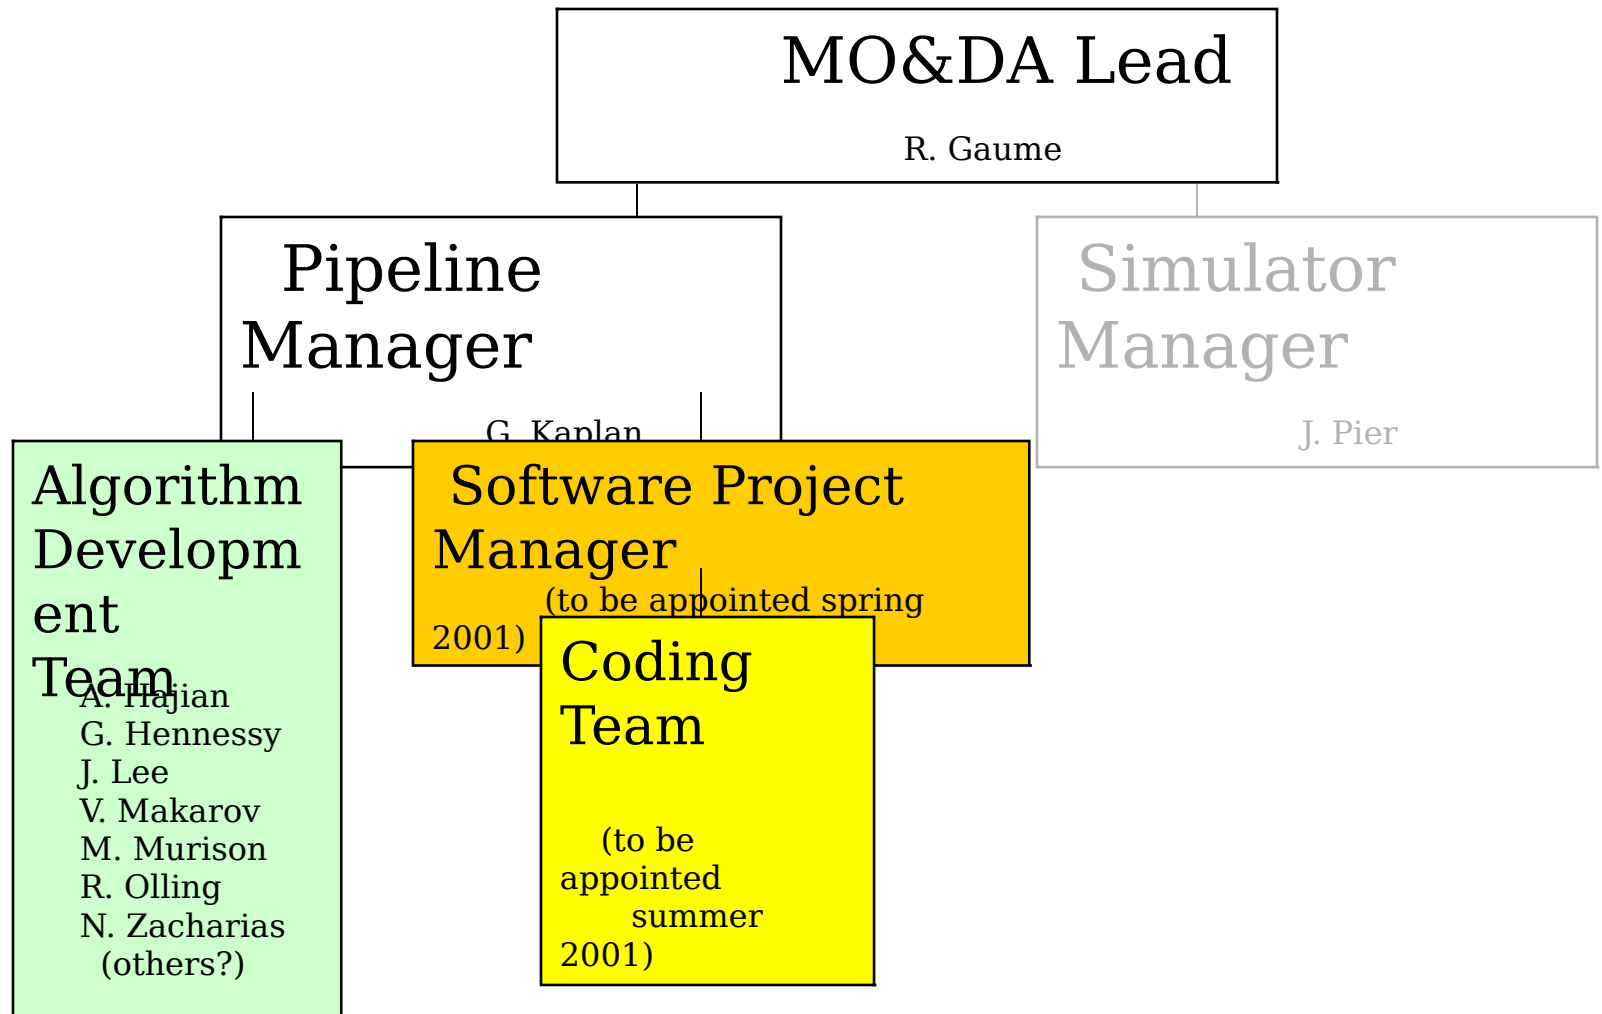 MO&DA Lead
R. Gaume
Pipeline
Manager
G. Kaplan
Simulator
Manager
J. Pier
Algorithm
Developm
ent
Team
A. Hajian
G. Hennessy
J. Lee
V. Makarov
M. Murison
R. Olling
N. Zacharias
(others?)
Software Project
Manager
(to be appointed spring
2001)
Coding
Team
(to be
appointed
summer
2001)